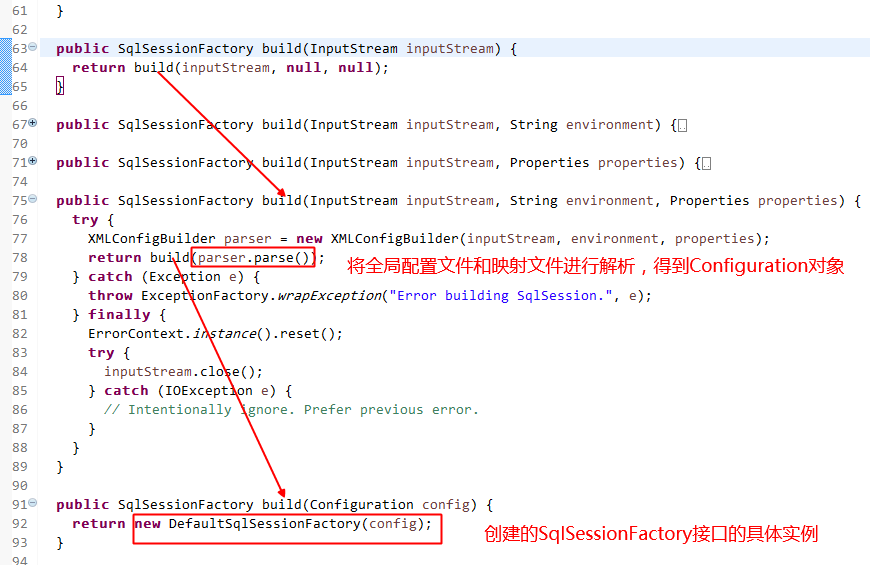 61 }
62
63 public SqlSessionFactory build(InputStream inputStream) {
64 return build(inputStream, null, null);
65 }
66
67 public SqlSessionFactory build(InputStream inputStream, String environment) {
70
71 public SqlSessionFactory build(InputStream inputStream, Properties properties) {
74
75 public SqlSessionFactory build(InputStream inputStream, String environment, Properties properties) {
76 try {
77 XMLConfigBuilder parser = new XMLConfigBuilder(inputStream, environment, properties);
78 return build(parser.parse()); 将全局配置文件和映射文件进行解析，得到Configuration对象
79 } catch (Exception e) {
80 throw ExceptionFactory.wrapException("Error building SqlSession.", e);
81 } finally {
82 ErrorContext.instance().reset();
83 try {
84 inputStream.close();
85 } catch (IOException e) {
86 // Intentionally ignore. Prefer previous error.
87 }
88 }
89 }
90
91 public SqlSessionFactory build(Configuration config) {
92 return new DefaultSqlSessionFactory(config); 创建的SqlSessionFactory接口的具体实例
93 }
94